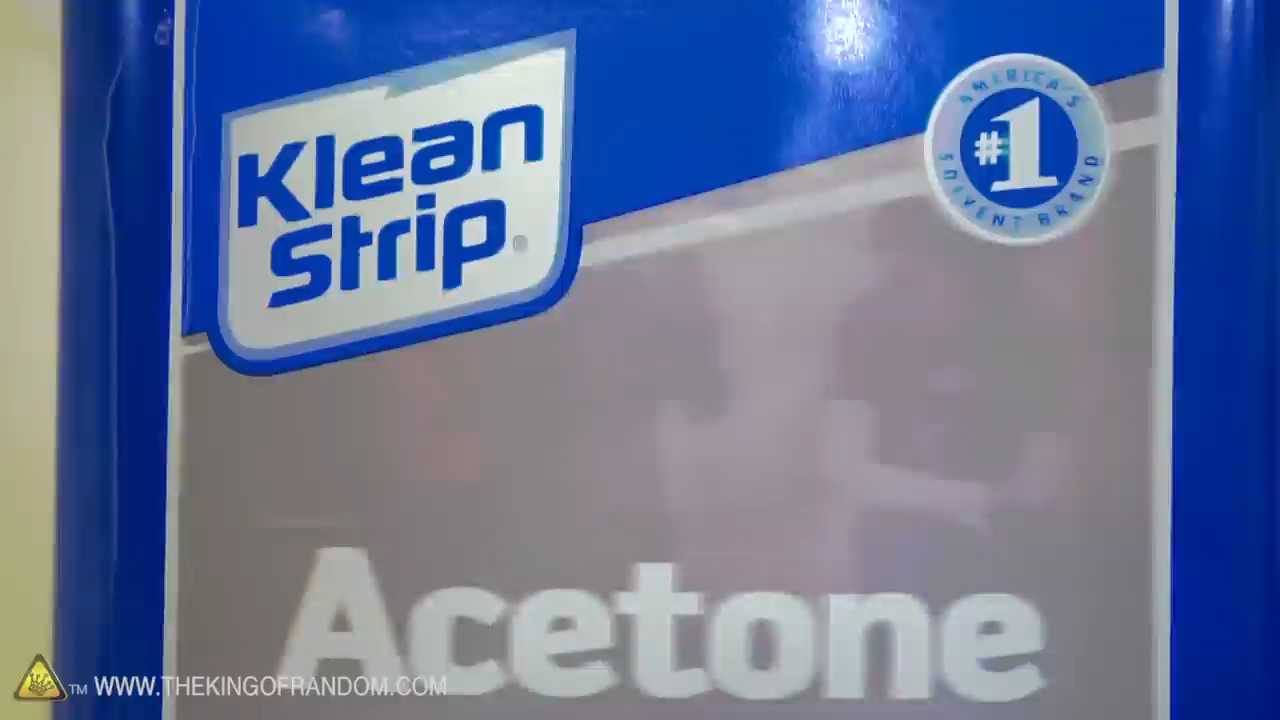 Klean
Strip®
AMERICA'S
#1
SOLVENT BRAND
Acetone
TM WWW.THEKINGOFRANDOM.COM